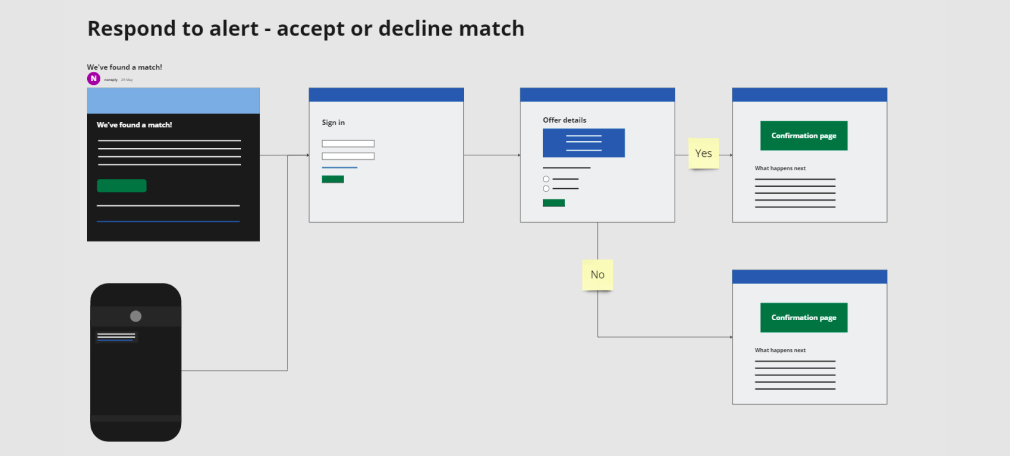 Respond to alert - accept or decline match
We've found a match!
N
noreply
We've found a match!
Sign in
Offer details
Yes
Confirmation page
What happens next
No
Confirmation page
What happens next